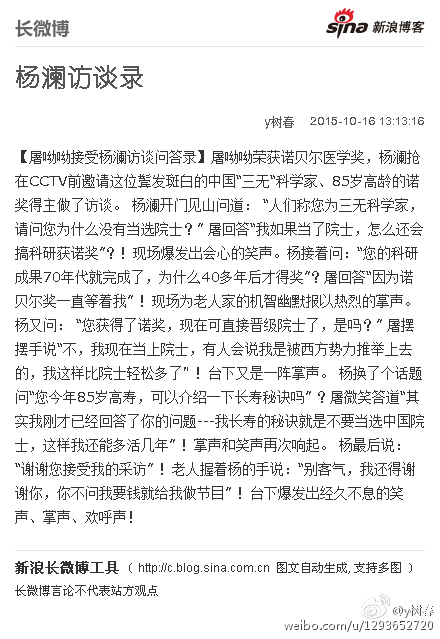 长微博
sina 新浪博客
杨澜访谈录
y树春 2015-10-16 13:13:16
【屠呦呦接受杨澜访谈问答录】屠呦呦荣获诺贝尔医学奖，杨澜抢
在CCTV前邀请这位鬓发斑白的中国“三无“科学家、85岁高龄的诺
奖得主做了访谈。 杨澜开门见山问道： “人们称您为三无科学家，
请问您为什么没有当选院士？” 屠回答“我如果当了院士，怎么还会
搞科研获诺奖”？！现场爆发岀会心的笑声。杨接着问：“您的科研
成果70年代就完成了，为什么40多年后才得奖”？屠回答“因为诺
贝尔奖一直等着我”！现场为老人家的机智幽默报以热烈的掌声。
杨又问： “您获得了诺奖，现在可直接晋级院士了，是吗？” 屠摆
摆手说“不，我现在当上院士，有人会说我是被西方势力推举上去
的，我这样比院士轻松多了"！台下又是一阵掌声。 杨换了个话题
问“您今年85岁高寿，可以介绍一下长寿秘诀吗” ？屠微笑答道“其
实我刚才已经回答了你的问题---我长寿的秘诀就是不要当选中国院
士，这样我还能多活几年”！掌声和笑声再次响起。 杨最后说：
“谢谢您接受我的采访”！老人握着杨的手说：“别客气，我还得谢
谢你，你不问我要钱就给我做节目”！台下爆发岀经久不息的笑
声、掌声、欢呼声！
新浪长微博工具（ http://c.blog.sina.com.cn 图文自动生成, 支持多图 ）
长微博言论不代表站方观点
@y树春
weibo.com/u/1293652720